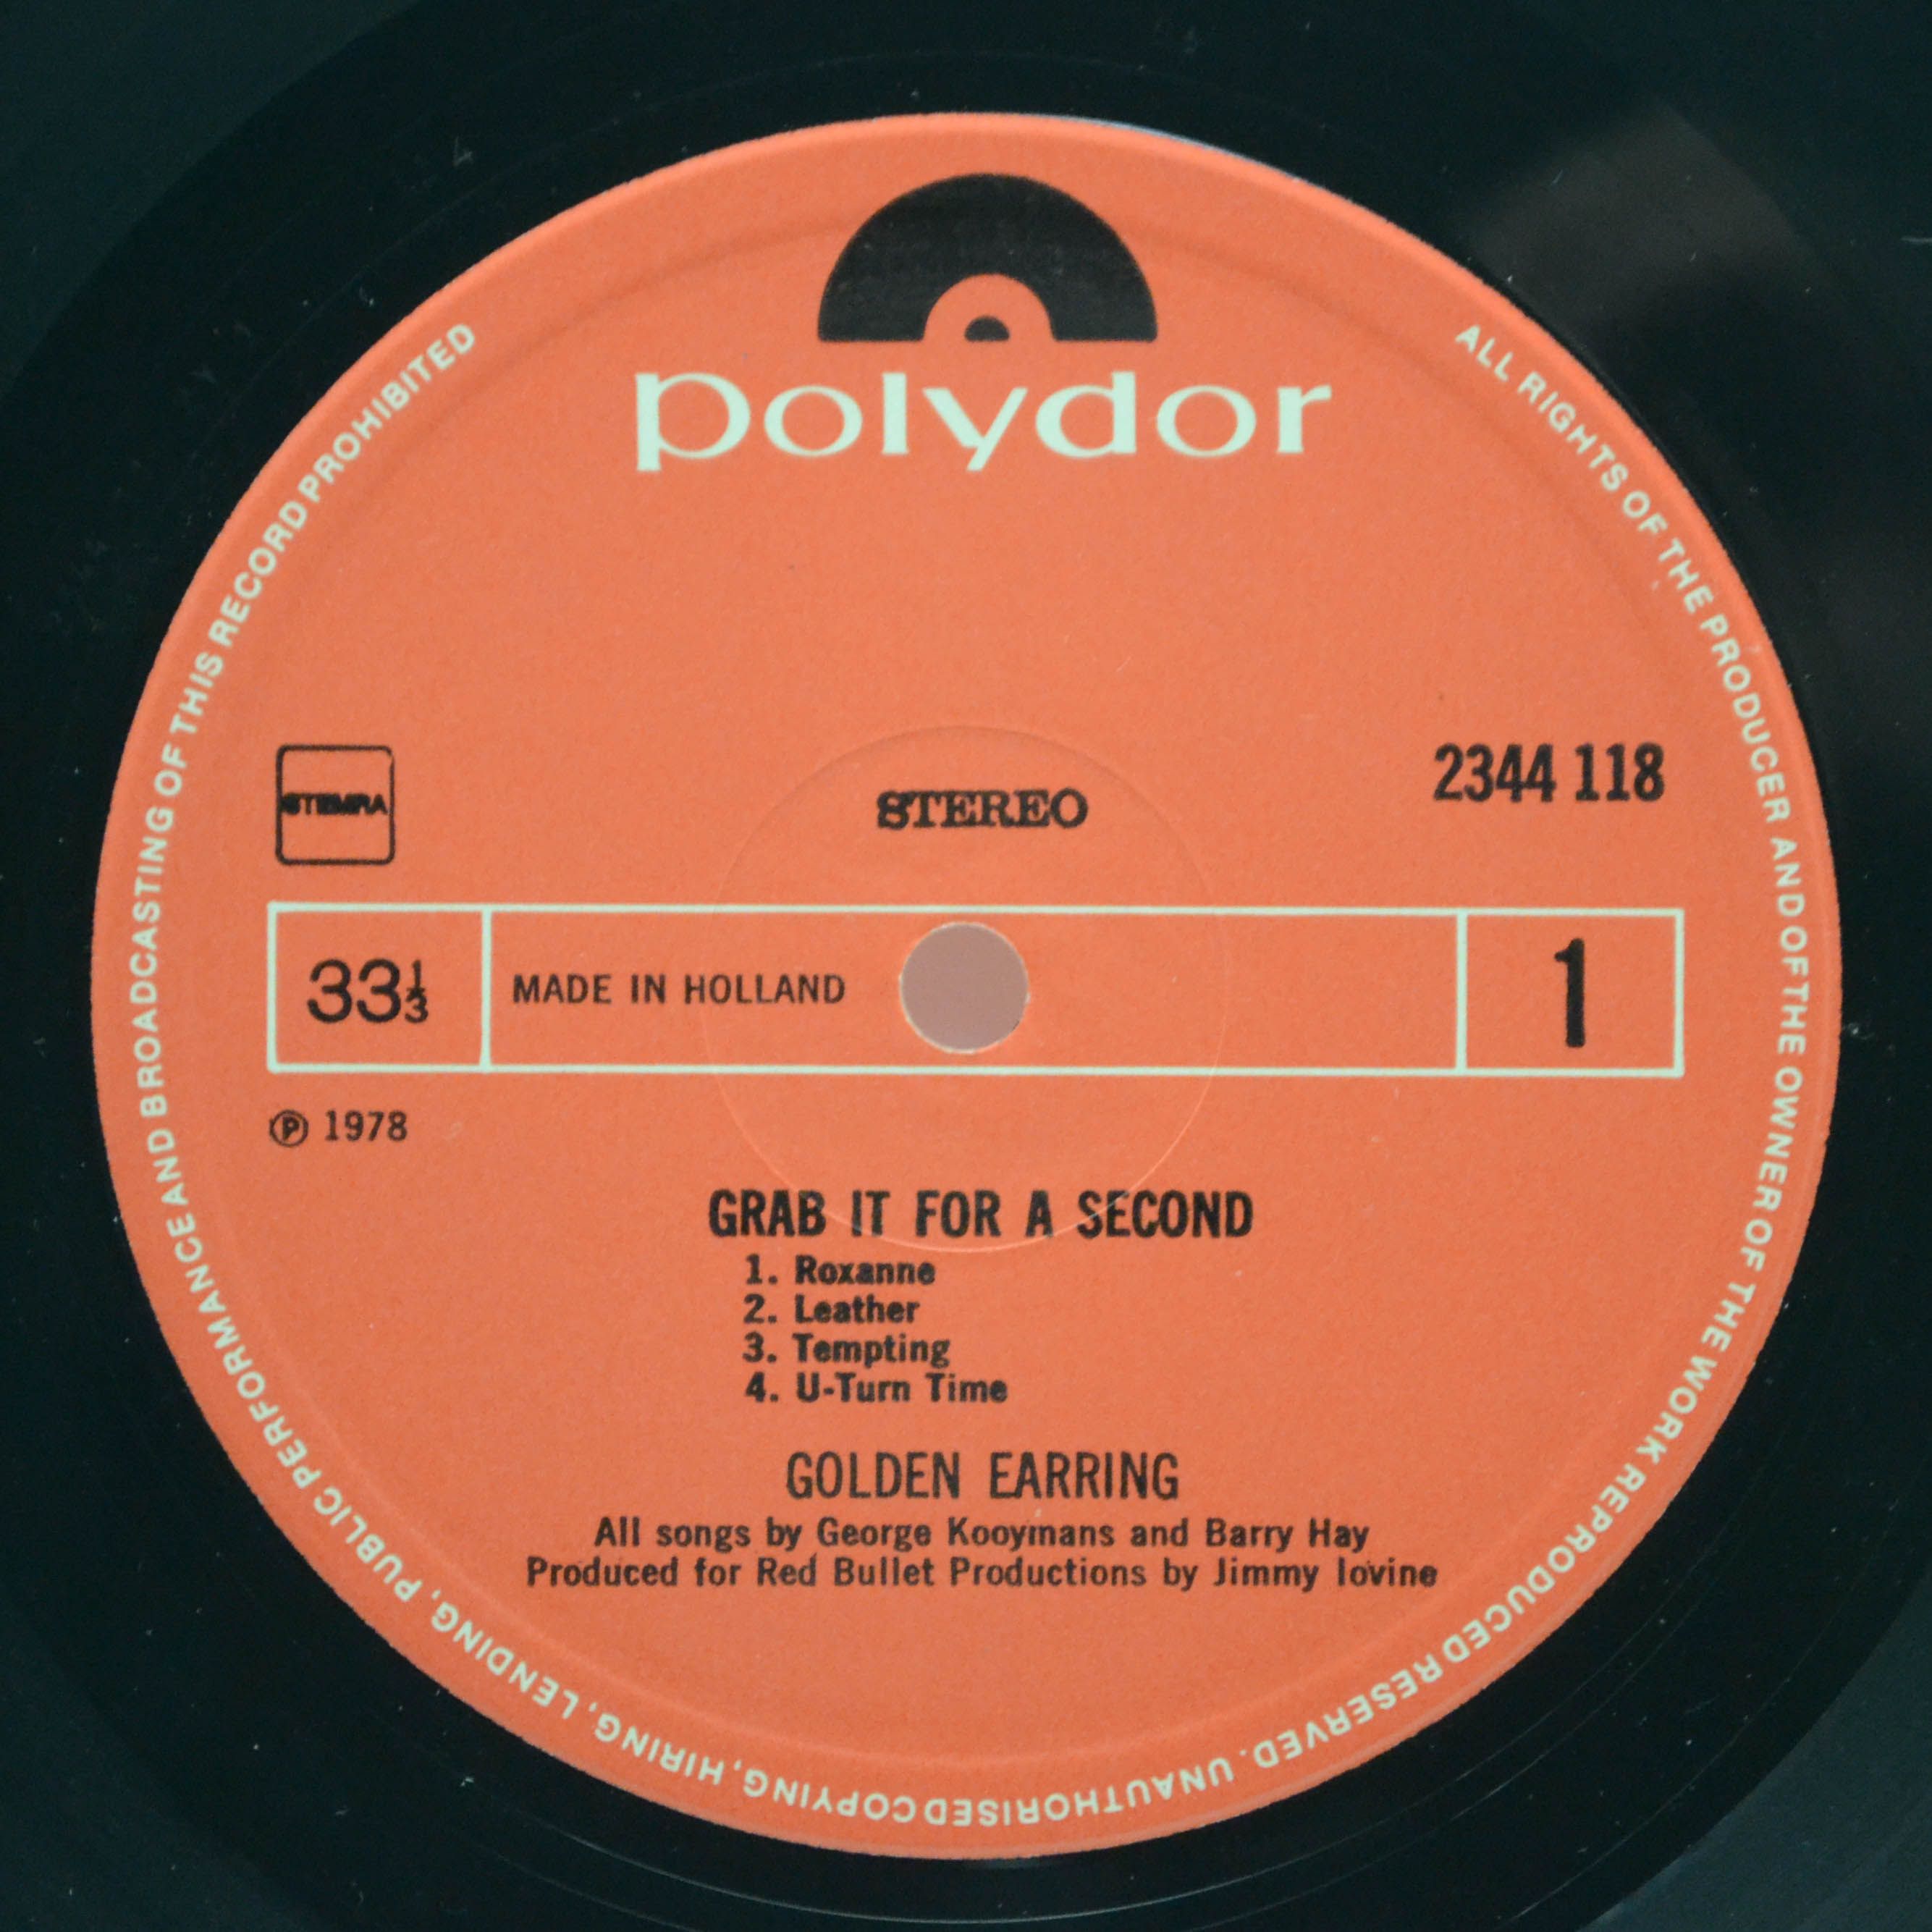 polydor
ALL RIGHTS OF THE PRODUCER AND OF THE OWNER OF THE WORK REPRODUCED RESERVED. UNAUTHORISED COPYING, HIRING, LENDING, PUBLIC PERFORMANCE AND BROADCASTING OF THIS RECORD PROHIBITED
STEMRA
STEREO
2344 118
33⅓
MADE IN HOLLAND
1
Ⓟ 1978
GRAB IT FOR A SECOND
1. Roxanne
2. Leather
3. Tempting
4. U-Turn Time
GOLDEN EARRING
All songs by George Kooymans and Barry Hay
Produced for Red Bullet Productions by Jimmy Iovine